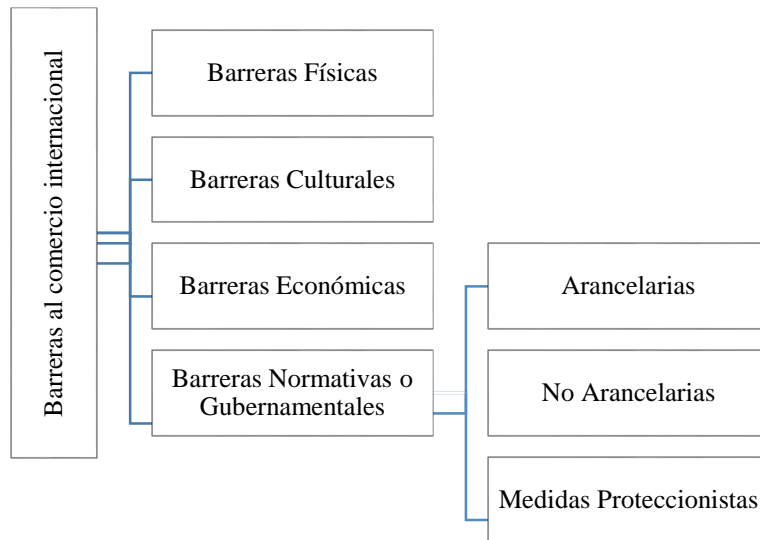 Barreras al comercio internacional
Barreras Físicas
Barreras Culturales
Barreras Económicas
Barreras Normativas o
Gubernamentales
Arancelarias
No Arancelarias
Medidas Proteccionistas